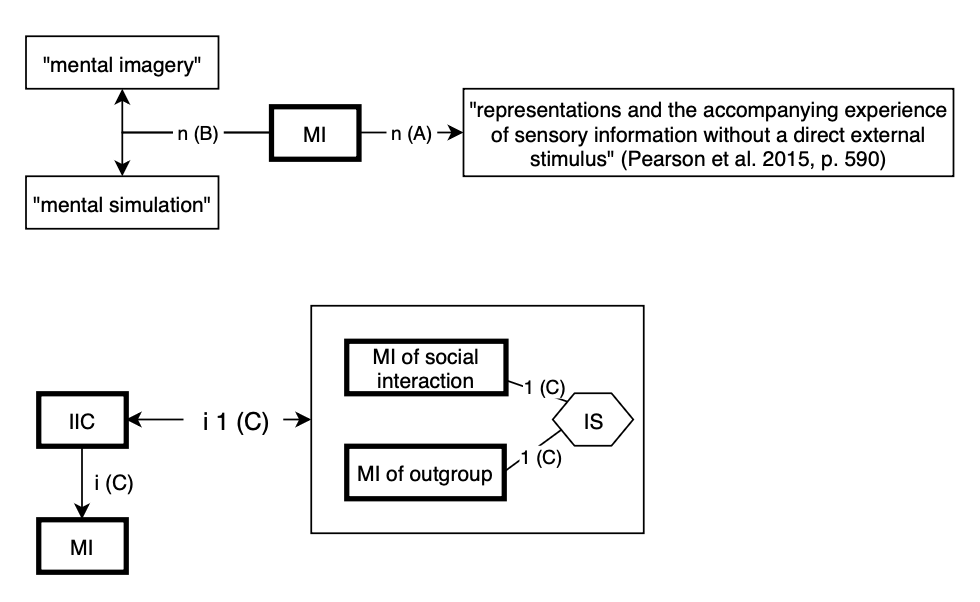 "mental imagery"
n (B)
MI
n (A)
"representations and the accompanying experience
of sensory information without a direct external
stimulus" (Pearson et al. 2015, p. 590)
"mental simulation"
MI of social
interaction
1 (C)
IIC
i 1 (C)
IS
1 (C)
MI of outgroup
i (C)
MI